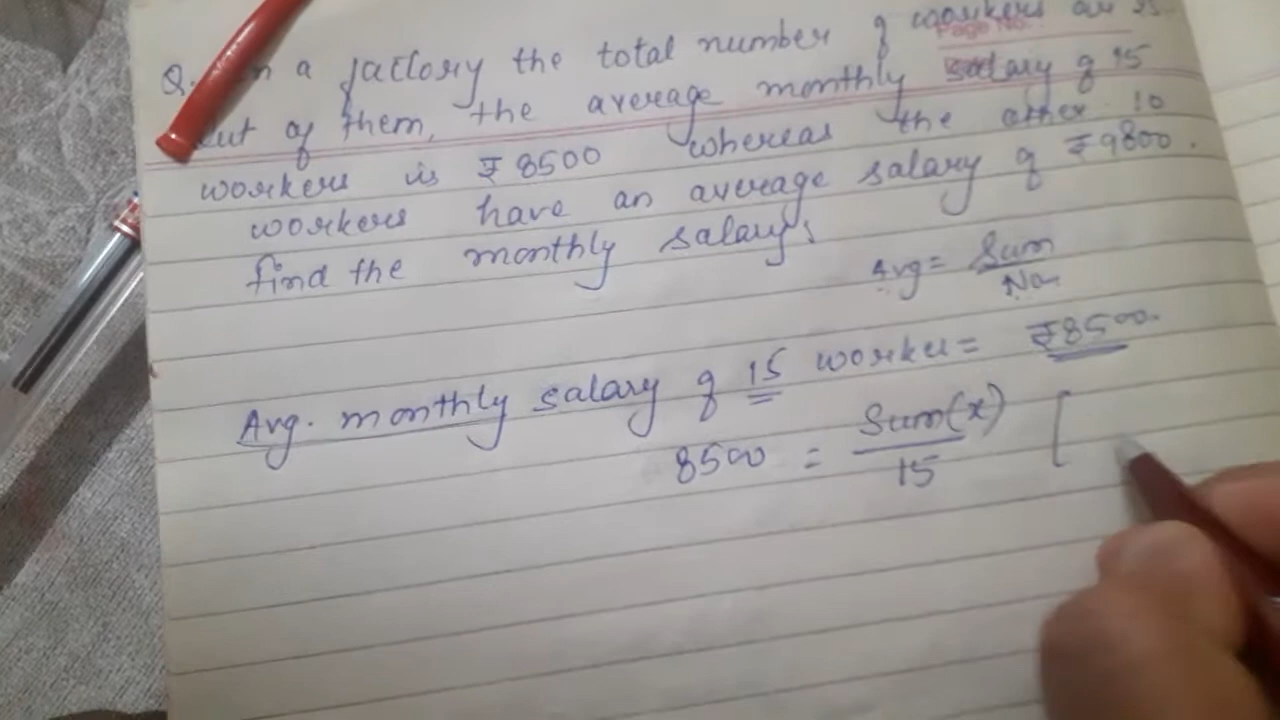 Q. In a factory the total number of workers are 25.
out of them, the average monthly salary of 15
workers is ₹ 8500 whereas the other 10
workers have an average salary of ₹ 9800.
find the monthly salary?
Avg = Sum
No.
Avg. monthly salary of 15 worker = ₹8500.
8500 = Sum(x) [
15